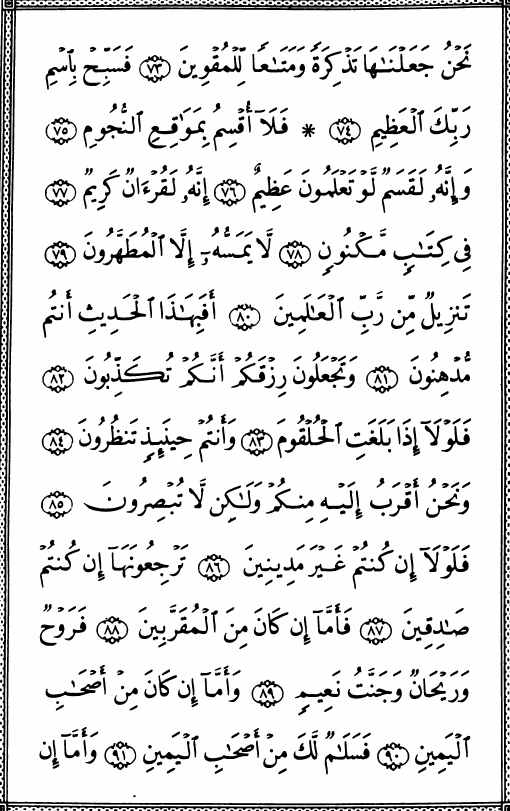 نَحۡنُ جَعَلۡنَٰهَا تَذۡكِرَةٗ وَمَتَٰعٗا لِّلۡمُقۡوِينَ ٧٣ فَسَبِّحۡ بِٱسۡمِ
رَبِّكَ ٱلۡعَظِيمِ ٧٤ * فَلَآ أُقۡسِمُ بِمَوَٰقِعِ ٱلنُّجُومِ ٧٥
وَإِنَّهُۥ لَقَسَمٞ لَّوۡ تَعۡلَمُونَ عَظِيمٌ ٧٦ إِنَّهُۥ لَقُرۡءَانٞ كَرِيمٞ ٧٧
فِي كِتَٰبٖ مَّكۡنُونٖ ٧٨ لَّا يَمَسُّهُۥٓ إِلَّا ٱلۡمُطَهَّرُونَ ٧٩
تَنزِيلٞ مِّن رَّبِّ ٱلۡعَٰلَمِينَ ٨٠ أَفَبِهَٰذَا ٱلۡحَدِيثِ أَنتُم
مُّدۡهِنُونَ ٨١ وَتَجۡعَلُونَ رِزۡقَكُمۡ أَنَّكُمۡ تُكَذِّبُونَ ٨٢
فَلَوۡلَآ إِذَا بَلَغَتِ ٱلۡحُلۡقُومَ ٨٣ وَأَنتُمۡ حِينَئِذٖ تَنظُرُونَ ٨٤
وَنَحۡنُ أَقۡرَبُ إِلَيۡهِ مِنكُمۡ وَلَٰكِن لَّا تُبۡصِرُونَ ٨٥
فَلَوۡلَآ إِن كُنتُمۡ غَيۡرَ مَدِينِينَ ٨٦ تَرۡجِعُونَهَآ إِن كُنتُمۡ
صَٰدِقِينَ ٨٧ فَأَمَّآ إِن كَانَ مِنَ ٱلۡمُقَرَّبِينَ ٨٨ فَرَوۡحٞ
وَرَيۡحَانٞ وَجَنَّتُ نَعِيمٖ ٨٩ وَأَمَّآ إِن كَانَ مِنۡ أَصۡحَٰبِ
ٱلۡيَمِينِ ٩٠ فَسَلَٰمٞ لَّكَ مِنۡ أَصۡحَٰبِ ٱلۡيَمِينِ ٩١ وَأَمَّآ إِن